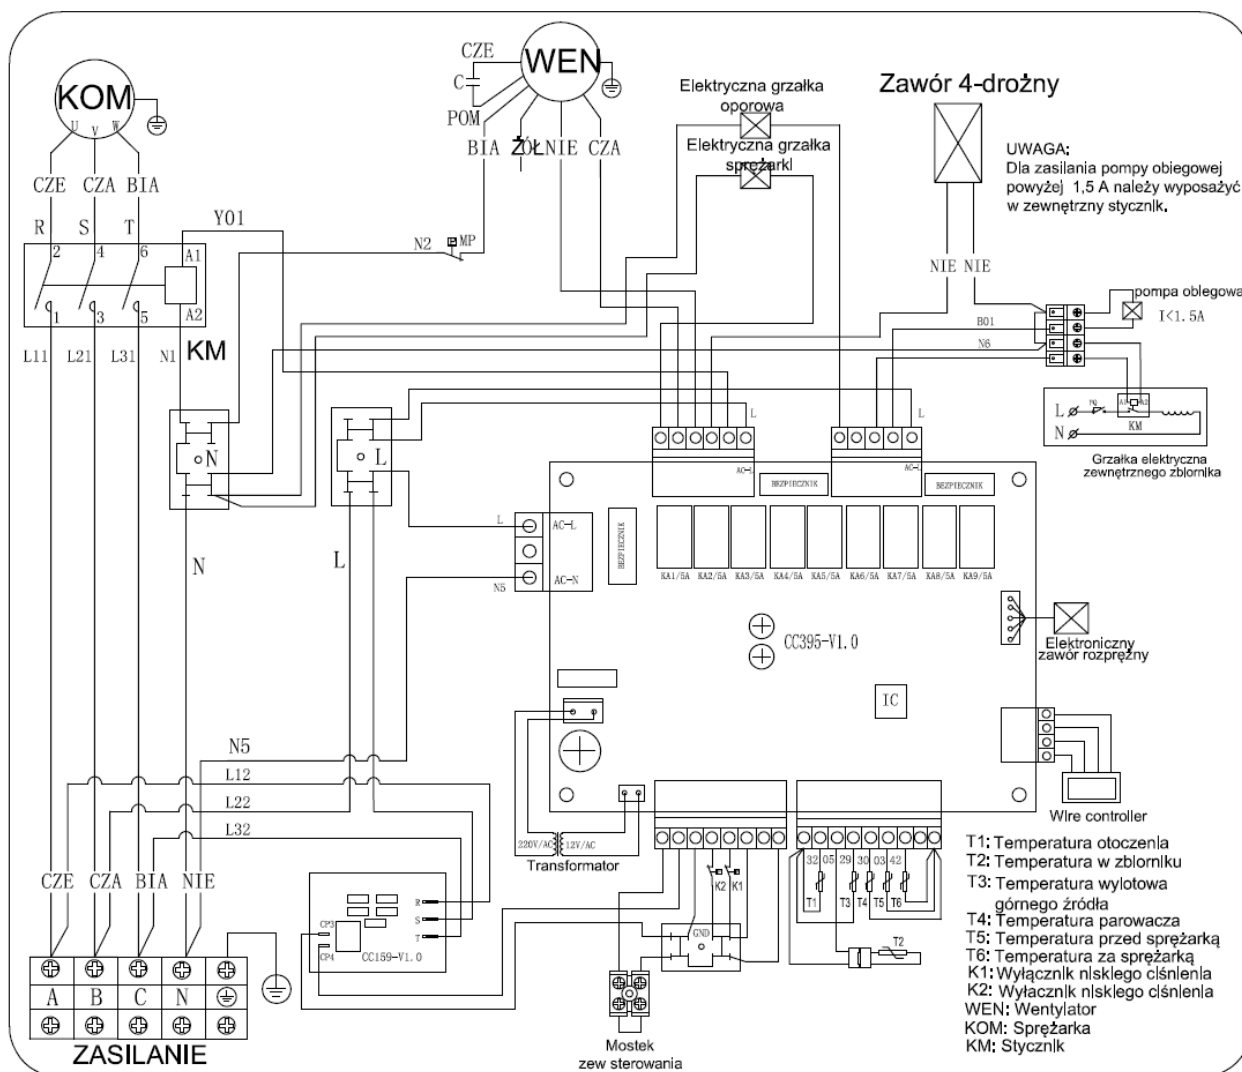 KOM
U V W
CZE CZA BIA
R S T
2 4 6
A1
A2
1 3 5
Y01
L11 L21 L31 N1 KM
WEN
CZE
C
POM
BIA ŻÓŁ NIE CZA
N2
P
MP
Elektryczna grzałka
oporowa
Elektryczna grzałka
sprężarki
Zawór 4-drożny
UWAGA:
Dla zasilania pompy obiegowej
powyżej 1,5 A należy wyposażyć
w zewnętrzny stycznik.
NIE NIE
pompa obiegowa
I<1.5A
B01
N6
L
N
A1 A2
KM
Grzałka elektryczna
zewnętrznego zbiornika
N
L
L
L
AC-L
AC-L
BEZPIECZNIK
BEZPIECZNIK
BEZPIECZNIK
L AC-L
N5 AC-N
KA1/5A KA2/5A KA3/5A KA4/5A KA5/5A KA6/5A KA7/5A KA8/5A KA9/5A
N
L
CC395-V1.0
IC
Elektroniczny
zawór rozprężny
Wire controller
N5
L12
L22
L32
CZE CZA BIA NIE
220V/AC 12V/AC
Transformator
R
S
T
CP3
CP4
CC159-V1.0
K2 K1
GND
32 05 29 30 03 42
T1 T3 T4 T5 T6
T2
A B C N
ZASILANIE
Mostek
zew sterowania
T1: Temperatura otoczenia
T2: Temperatura w zbiorniku
T3: Temperatura wylotowa
górnego źródła
T4: Temperatura parowacza
T5: Temperatura przed sprężarką
T6: Temperatura za sprężarką
K1: Wyłącznik niskiego ciśnienia
K2: Wyłacznik niskiego ciśnienia
WEN: Wentylator
KOM: Sprężarka
KM: Stycznik